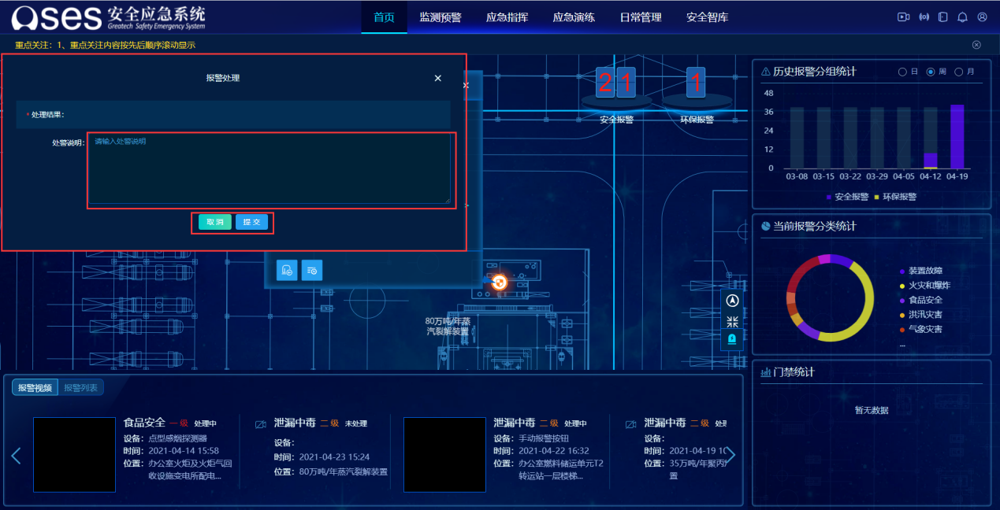 Oses 安全应急系统
Greatech Safety Emergency System
首页 监测预警 应急指挥 应急演练 日常管理 安全智库
重点关注：1、重点关注内容按先后顺序滚动显示
报警处理
* 处理结果:
处警说明:
请输入处警说明
取消 提交
21 1
安全报警 环保报警
80万吨/年蒸
汽裂解装置
历史报警分组统计 日 周 月
48
36
24
12
0
03-08 03-15 03-22 03-29 04-05 04-12 04-19
安全报警 环保报警
当前报警分类统计
装置故障
火灾和爆炸
食品安全
洪汛灾害
气象灾害
...
门禁统计
暂无数据
报警视频 报警列表
食品安全 一级 处理中
设备: 点型感烟探测器
时间: 2021-04-14 15:58
位置: 办公室火炬及火炬气回
收设施变电所配电...
泄漏中毒 二级 未处理
设备:
时间: 2021-04-23 15:24
位置: 80万吨/年蒸汽裂解装置
泄漏中毒 二级 处理中
设备: 手动报警按钮
时间: 2021-04-22 16:32
位置: 办公室燃料储运单元T2
转运站一层楼梯...
泄漏中毒 二级
设备:
时间: 2021-04-19
位置: 35万吨/年聚丙
置